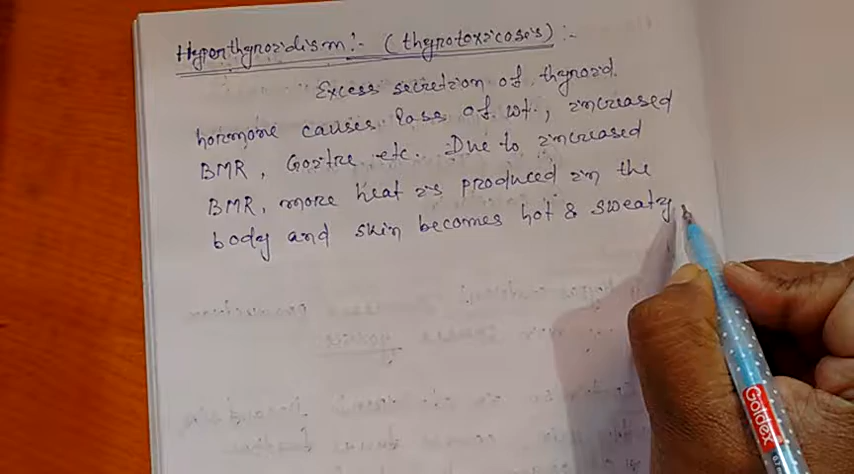 Hyperthyroidism :- (thyrotoxicosis) :-
Excess secretion of thyroid
hormone causes loss of wt., increased
BMR, Goitre etc. Due to increased
BMR, more heat is produced in the
body and skin becomes hot & sweaty
Goldex